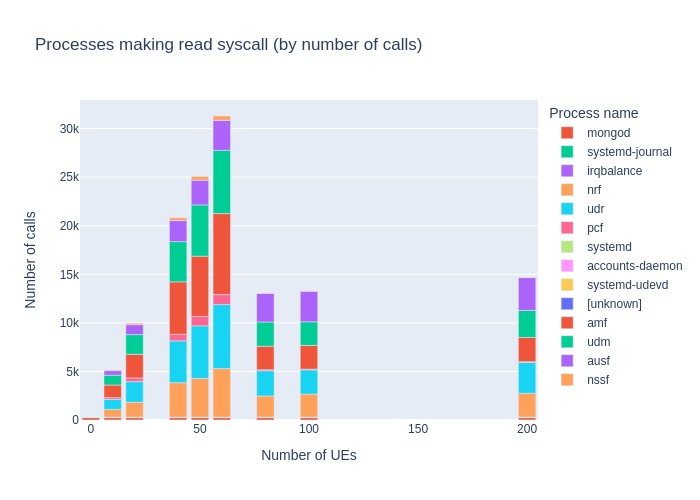 Processes making read syscall (by number of calls)
Process name
mongod
systemd-journal
irqbalance
nrf
udr
pcf
systemd
accounts-daemon
systemd-udevd
[unknown]
amf
udm
ausf
nssf
Number of calls
30k
25k
20k
15k
10k
5k
0
0
50
100
150
200
Number of UEs